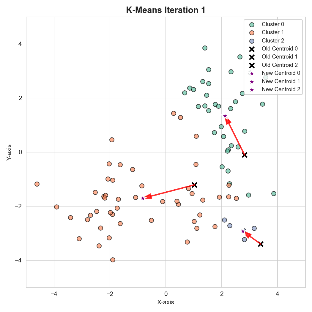 K-Means Iteration 1
Cluster 0
Cluster 1
Cluster 2
Old Centroid 0
Old Centroid 1
Old Centroid 2
New Centroid 0
New Centroid 1
New Centroid 2
4
2
0
−2
−4
Y-axis
−4
−2
0
2
4
X-axis